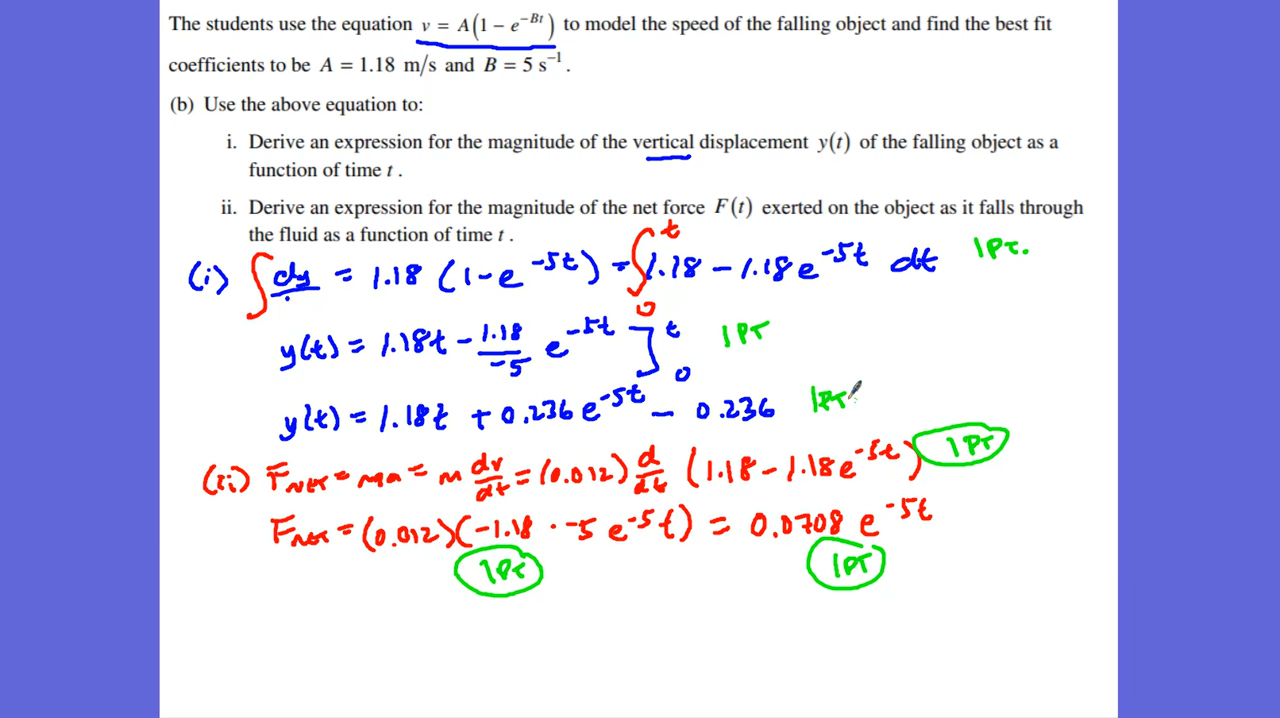 The students use the equation v = A(1 − e^−Bt) to model the speed of the falling object and find the best fit
coefficients to be A = 1.18 m/s and B = 5 s^−1.
(b) Use the above equation to:
i. Derive an expression for the magnitude of the vertical displacement y(t) of the falling object as a
function of time t.
ii. Derive an expression for the magnitude of the net force F(t) exerted on the object as it falls through
the fluid as a function of time t.
(i) ∫ dy = 1.18 (1 − e^−5t) = ∫_0^t 1.18 − 1.18e^−5t dt 1PT.
y(t) = 1.18t − 1.18/−5 e^−5t ]_0^t 1PT
y(t) = 1.18t + 0.236e^−5t − 0.236 1PT
(ii) FNET = ma = m dv/dt = (0.012) d/dt (1.18 − 1.18e^−5t) 1PT
FNET = (0.012)(−1.18 · −5 e^−5t) = 0.0708 e^−5t
1PT 1PT